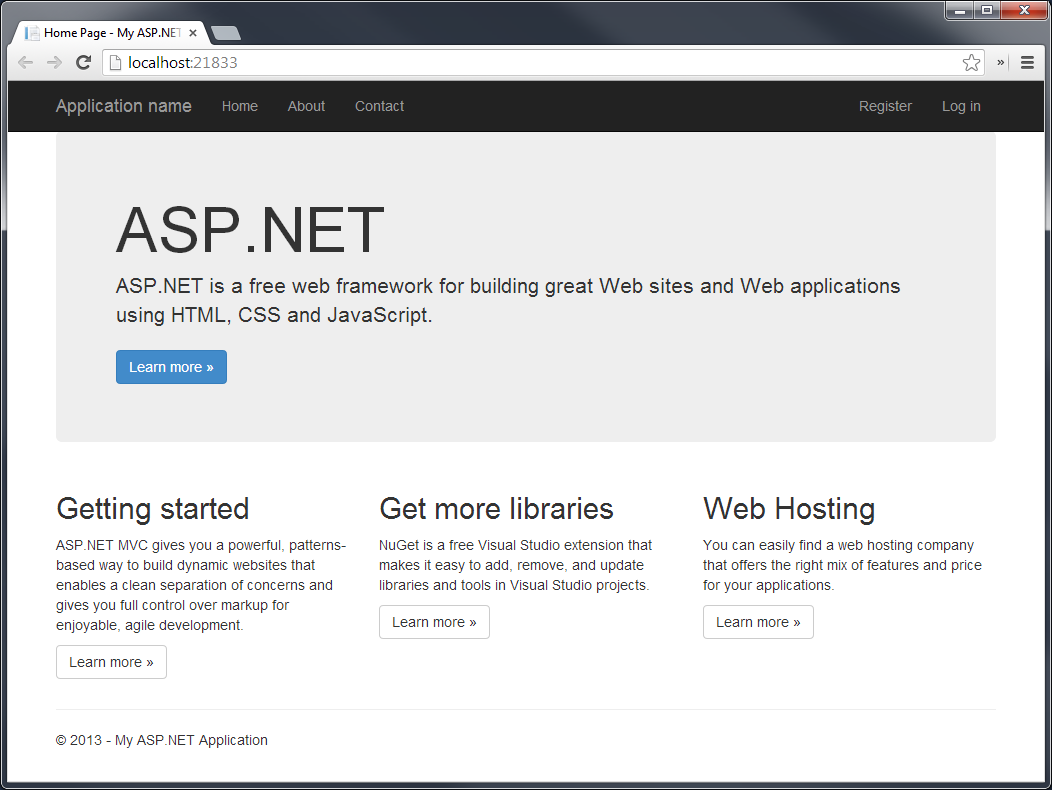 Home Page - My ASP.NET
localhost:21833
»
Application name Home About Contact Register Log in
ASP.NET
ASP.NET is a free web framework for building great Web sites and Web applications
using HTML, CSS and JavaScript.
Learn more »
Getting started
ASP.NET MVC gives you a powerful, patterns-
based way to build dynamic websites that
enables a clean separation of concerns and
gives you full control over markup for
enjoyable, agile development.
Learn more »
Get more libraries
NuGet is a free Visual Studio extension that
makes it easy to add, remove, and update
libraries and tools in Visual Studio projects.
Learn more »
Web Hosting
You can easily find a web hosting company
that offers the right mix of features and price
for your applications.
Learn more »
© 2013 - My ASP.NET Application